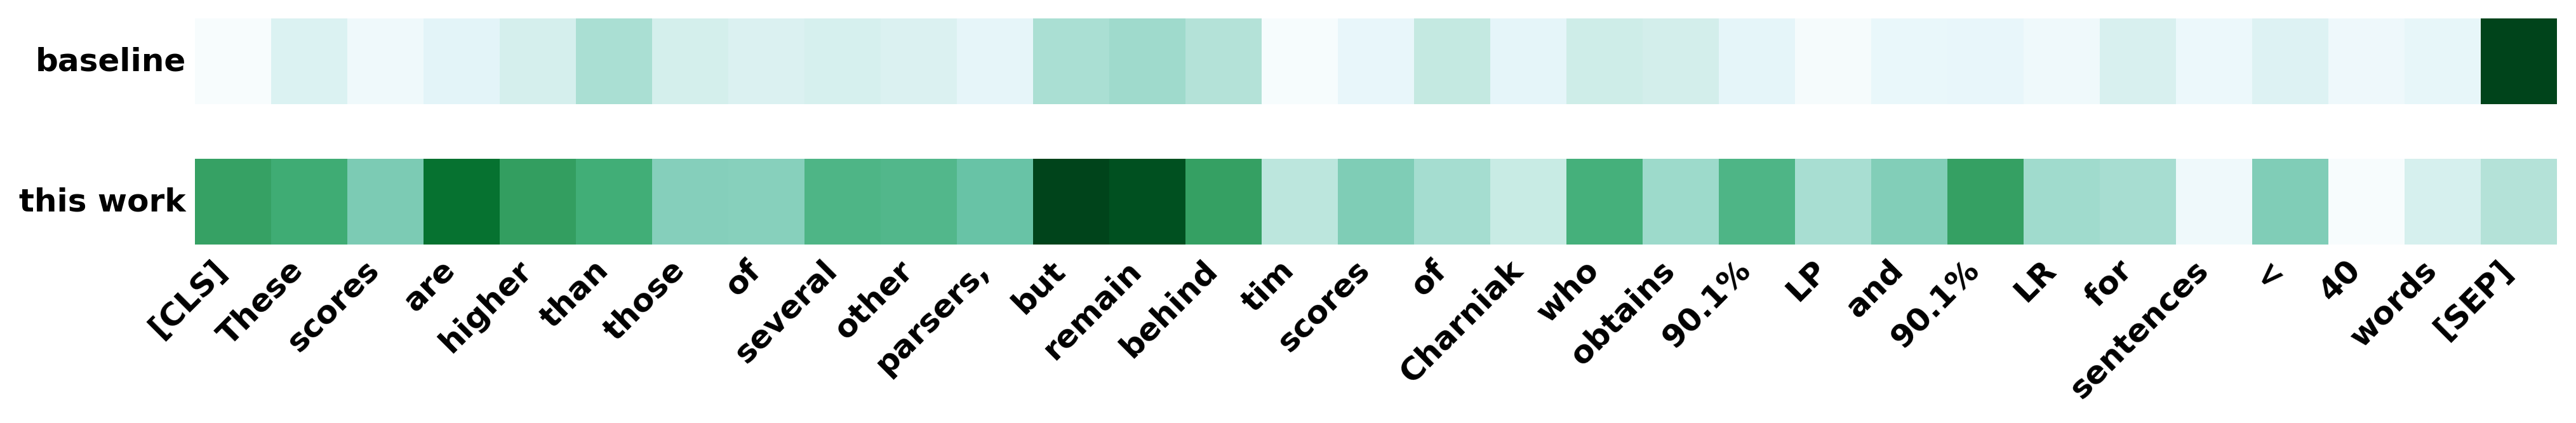 baseline
this work
[CLS]
These
scores
are
higher
than
those
of
several
other
parsers,
but
remain
behind
tim
scores
of
Charniak
who
obtains
90.1%
LP
and
90.1%
LR
for
sentences
<
40
words
[SEP]